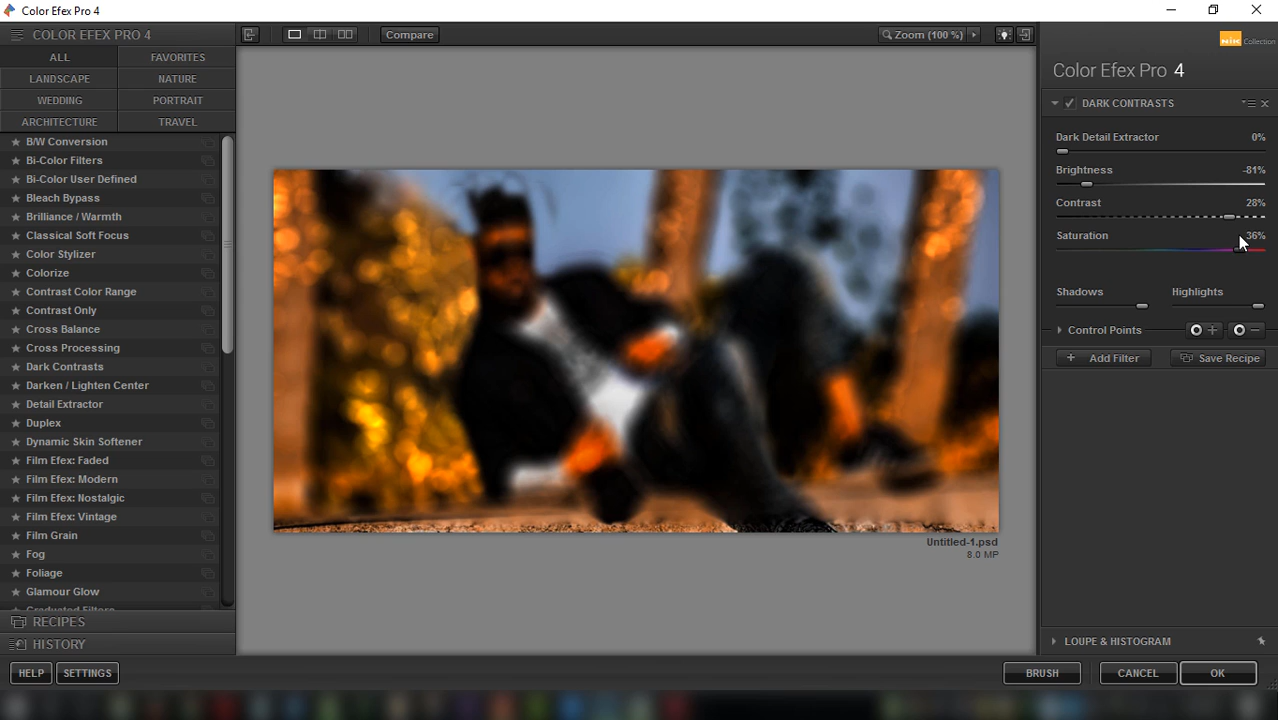 Color Efex Pro 4
COLOR EFEX PRO 4
ALL
FAVORITES
LANDSCAPE
NATURE
WEDDING
PORTRAIT
ARCHITECTURE
TRAVEL
B/W Conversion
Bi-Color Filters
Bi-Color User Defined
Bleach Bypass
Brilliance / Warmth
Classical Soft Focus
Color Stylizer
Colorize
Contrast Color Range
Contrast Only
Cross Balance
Cross Processing
Dark Contrasts
Darken / Lighten Center
Detail Extractor
Duplex
Dynamic Skin Softener
Film Efex: Faded
Film Efex: Modern
Film Efex: Nostalgic
Film Efex: Vintage
Film Grain
Fog
Foliage
Glamour Glow
Graduated Filters
RECIPES
HISTORY
HELP
SETTINGS
Compare
Zoom (100 %)
Untitled-1.psd
8.0 MP
Nik Collection
Color Efex Pro 4
DARK CONTRASTS
Dark Detail Extractor 0%
Brightness -81%
Contrast 28%
Saturation 36%
Shadows
Highlights
Control Points
Add Filter
Save Recipe
LOUPE & HISTOGRAM
BRUSH
CANCEL
OK